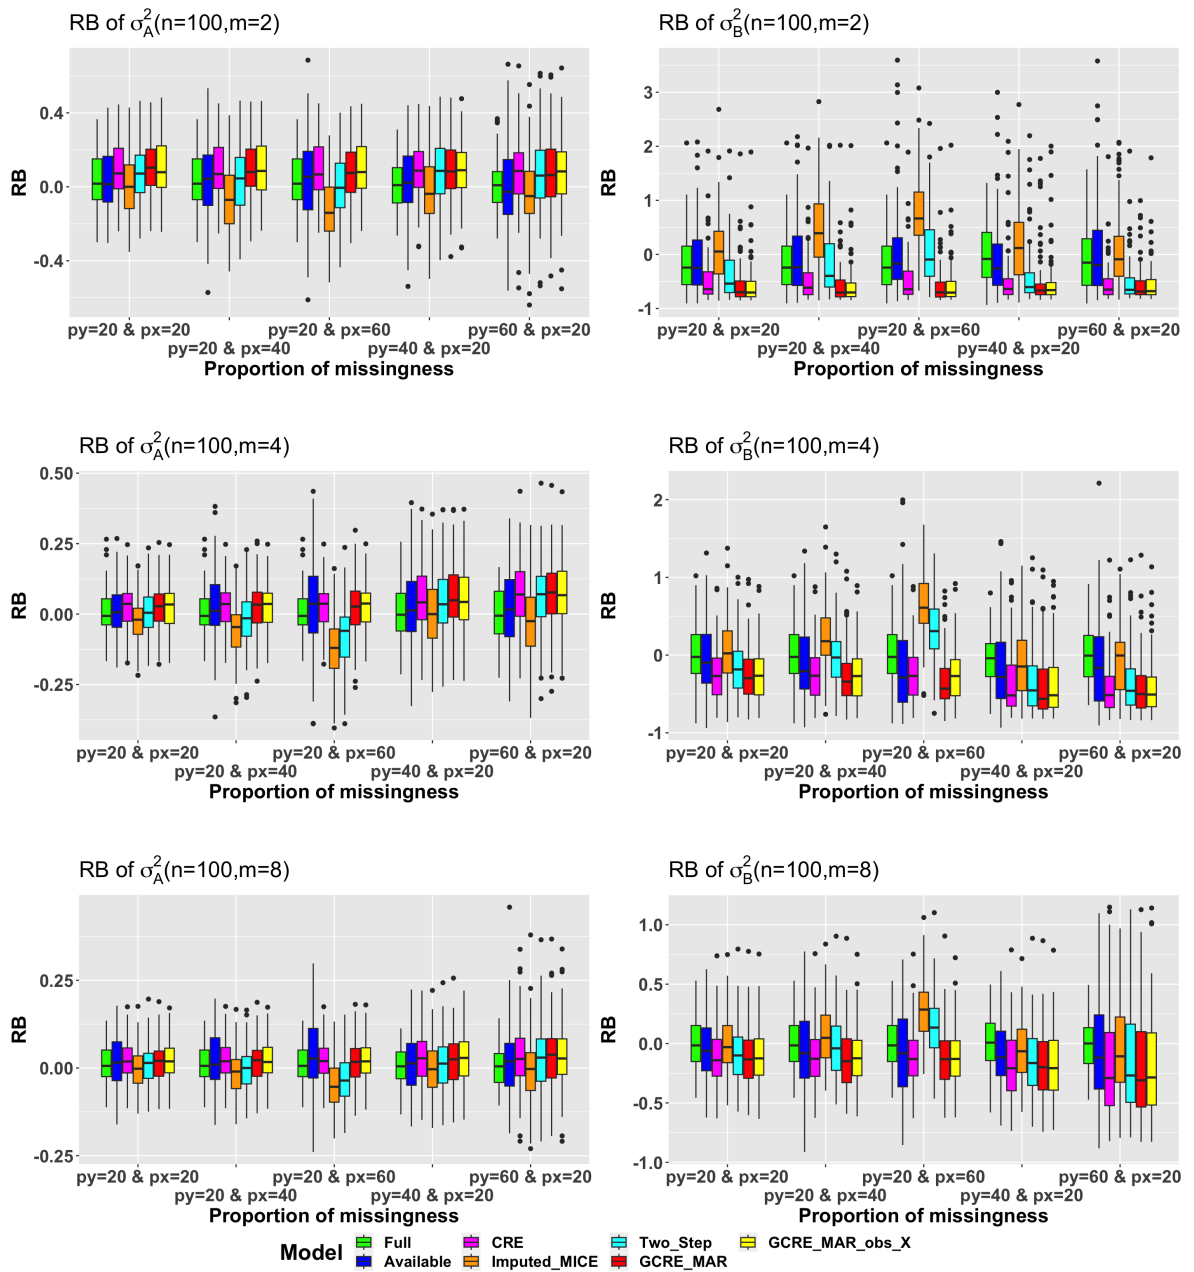 RB of σ²A(n=100,m=2)
0.4
0.0
-0.4
RB
py=20 & px=20 py=20 & px=60 py=60 & px=20
py=20 & px=40 py=40 & px=20
Proportion of missingness
RB of σ²B(n=100,m=2)
3
2
1
0
-1
RB
py=20 & px=20 py=20 & px=60 py=60 & px=20
py=20 & px=40 py=40 & px=20
Proportion of missingness
RB of σ²A(n=100,m=4)
0.50
0.25
0.00
-0.25
RB
py=20 & px=20 py=20 & px=60 py=60 & px=20
py=20 & px=40 py=40 & px=20
Proportion of missingness
RB of σ²B(n=100,m=4)
2
1
0
-1
RB
py=20 & px=20 py=20 & px=60 py=60 & px=20
py=20 & px=40 py=40 & px=20
Proportion of missingness
RB of σ²A(n=100,m=8)
0.25
0.00
-0.25
RB
py=20 & px=20 py=20 & px=60 py=60 & px=20
py=20 & px=40 py=40 & px=20
Proportion of missingness
RB of σ²B(n=100,m=8)
1.0
0.5
0.0
-0.5
-1.0
RB
py=20 & px=20 py=20 & px=60 py=60 & px=20
py=20 & px=40 py=40 & px=20
Proportion of missingness
Model
Full CRE Two_Step GCRE_MAR_obs_X
Available Imputed_MICE GCRE_MAR